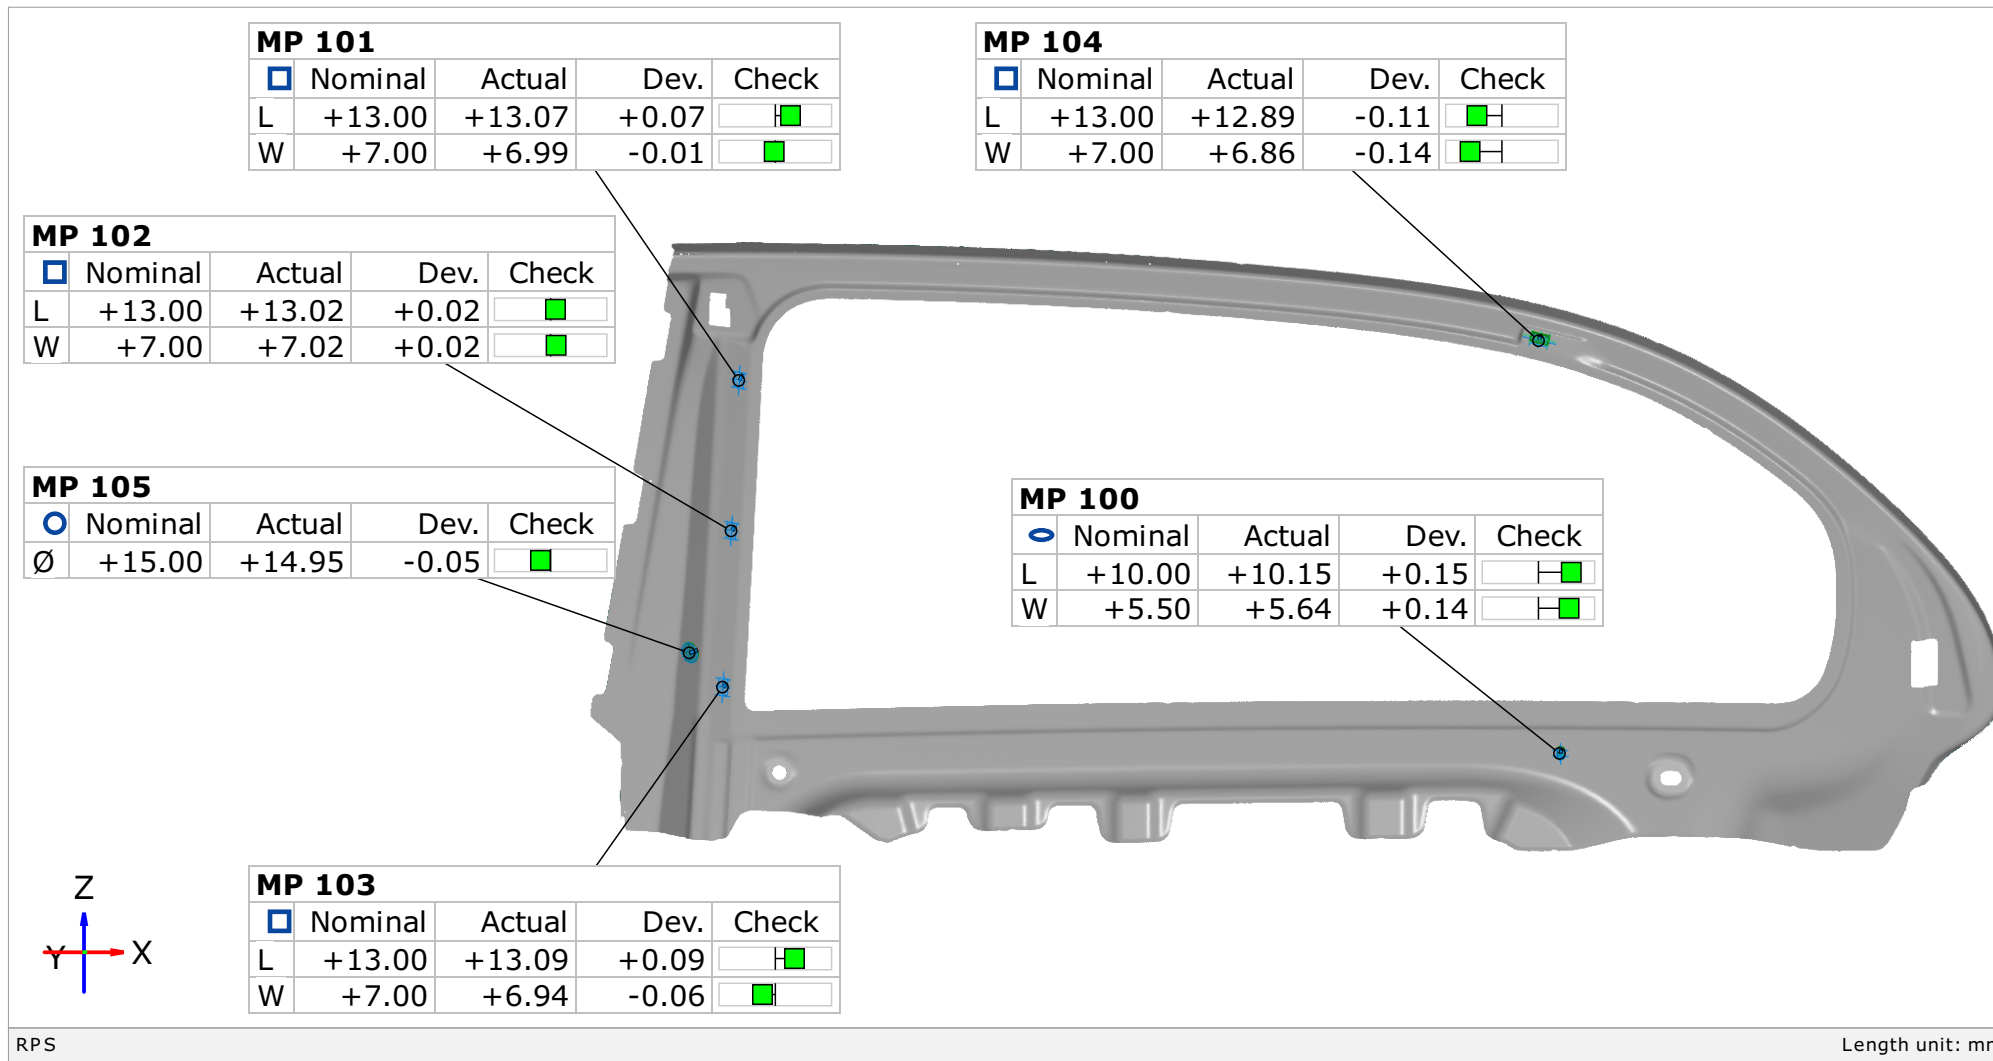 MP 101
Nominal Actual Dev. Check
L +13.00 +13.07 +0.07
W +7.00 +6.99 -0.01
MP 104
Nominal Actual Dev. Check
L +13.00 +12.89 -0.11
W +7.00 +6.86 -0.14
MP 102
Nominal Actual Dev. Check
L +13.00 +13.02 +0.02
W +7.00 +7.02 +0.02
MP 105
Nominal Actual Dev. Check
Ø +15.00 +14.95 -0.05
MP 100
Nominal Actual Dev. Check
L +10.00 +10.15 +0.15
W +5.50 +5.64 +0.14
MP 103
Nominal Actual Dev. Check
L +13.00 +13.09 +0.09
W +7.00 +6.94 -0.06
Z
Y X
RPS
Length unit: